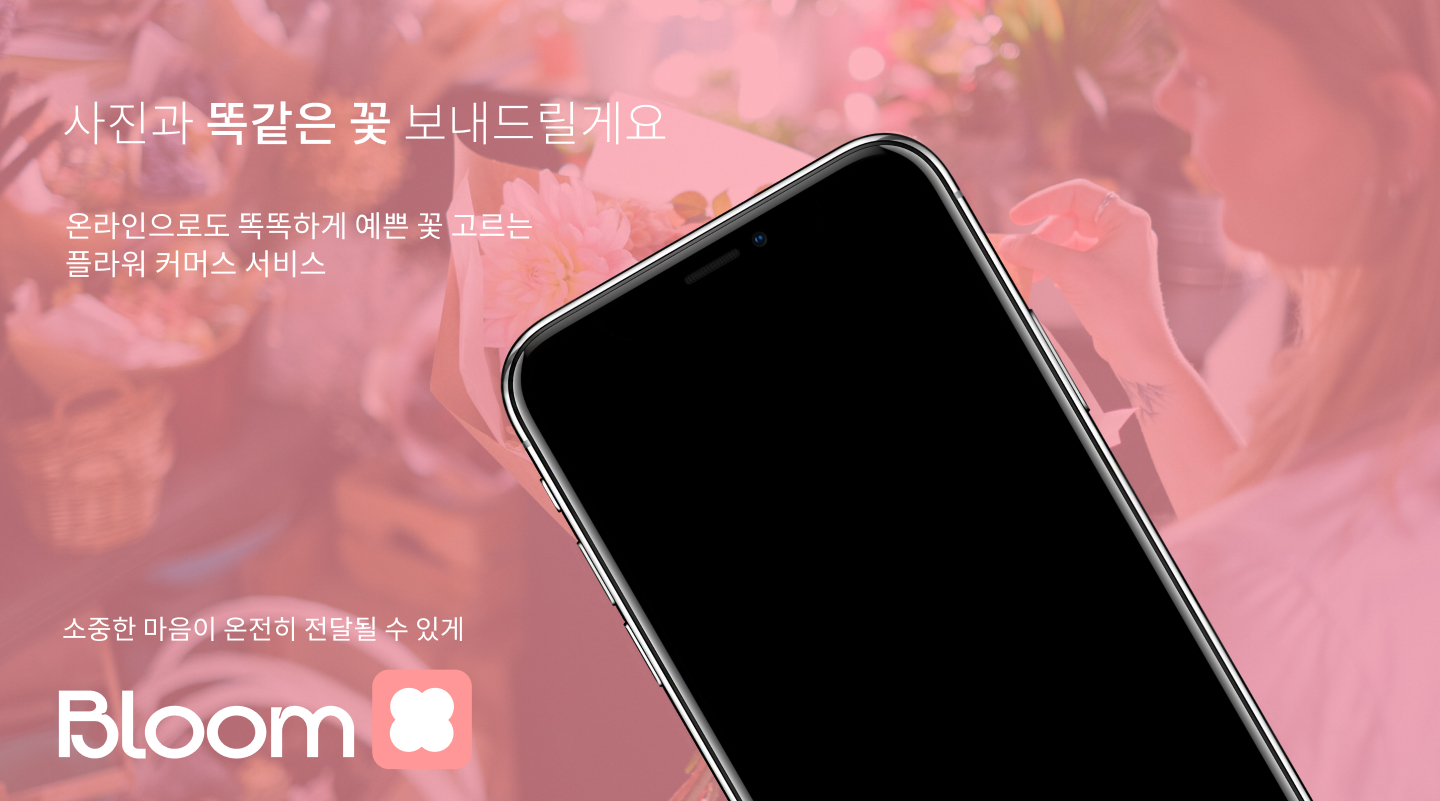 사진과 똑같은 꽃 보내드릴게요
온라인으로도 똑똑하게 예쁜 꽃 고르는
플라워 커머스 서비스
소중한 마음이 온전히 전달될 수 있게
Bloom